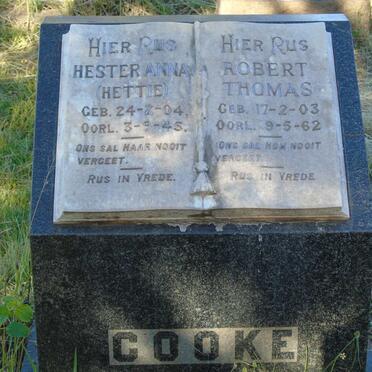 HIER RUS
HESTER ANNA
(HETTIE)
GEB. 24-8-04.
OORL. 3-9-45.
ONS SAL HAAR NOOIT
VERGEET.
RUS IN VREDE.
HIER RUS
ROBERT
THOMAS
GEB. 17-2-03
OORL. 9-5-62
ONS SAL HOM NOOIT
VERGEET
RUS IN VREDE
COOKE